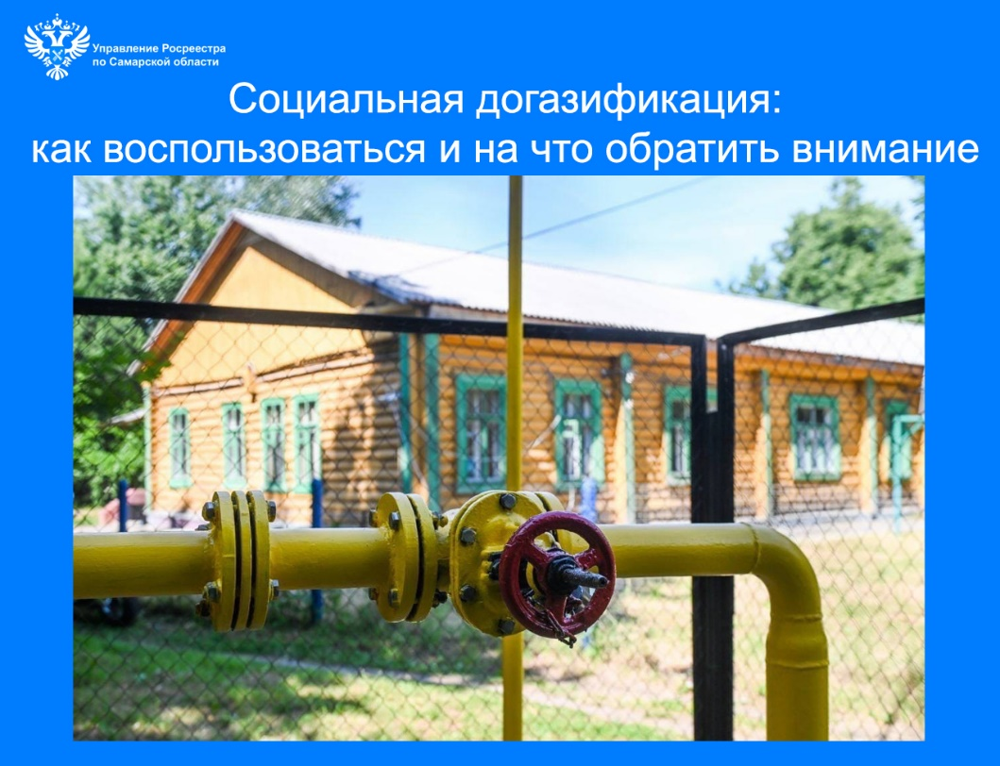 Управление Росреестра
по Самарской области
Социальная догазификация:
как воспользоваться и на что обратить внимание